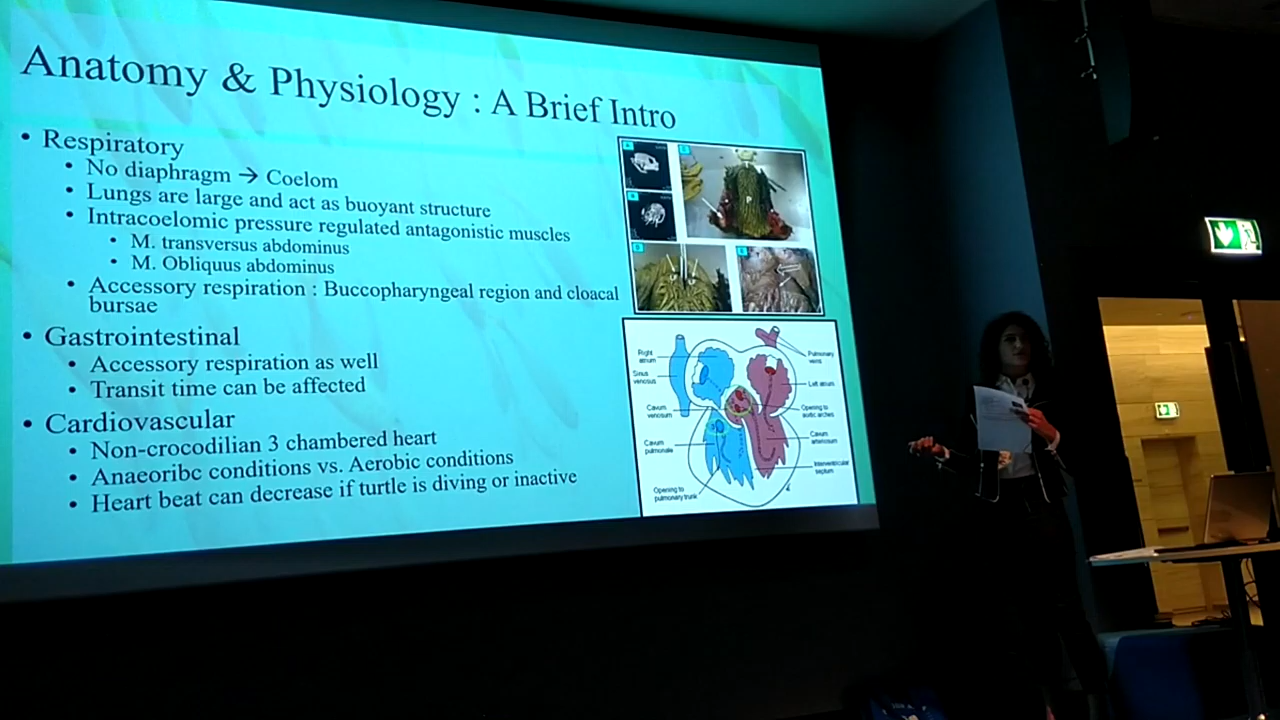 Anatomy & Physiology : A Brief Intro
• Respiratory
• No diaphragm → Coelom
• Lungs are large and act as buoyant structure
• Intracoelomic pressure regulated antagonistic muscles
• M. transversus abdominus
• M. Obliquus abdominus
• Accessory respiration : Buccopharyngeal region and cloacal
bursae
• Gastrointestinal
• Accessory respiration as well
• Transit time can be affected
• Cardiovascular
• Non-crocodilian 3 chambered heart
• Anaeoribc conditions vs. Aerobic conditions
• Heart beat can decrease if turtle is diving or inactive
P
Right
atrium
Sinus
venosus
Cavum
venosum
Cavum
pulmonale
Opening to
pulmonary trunk
Pulmonary
veins
Left atrium
Opening to
aortic arches
Cavum
arteriosum
Interventricular
septum